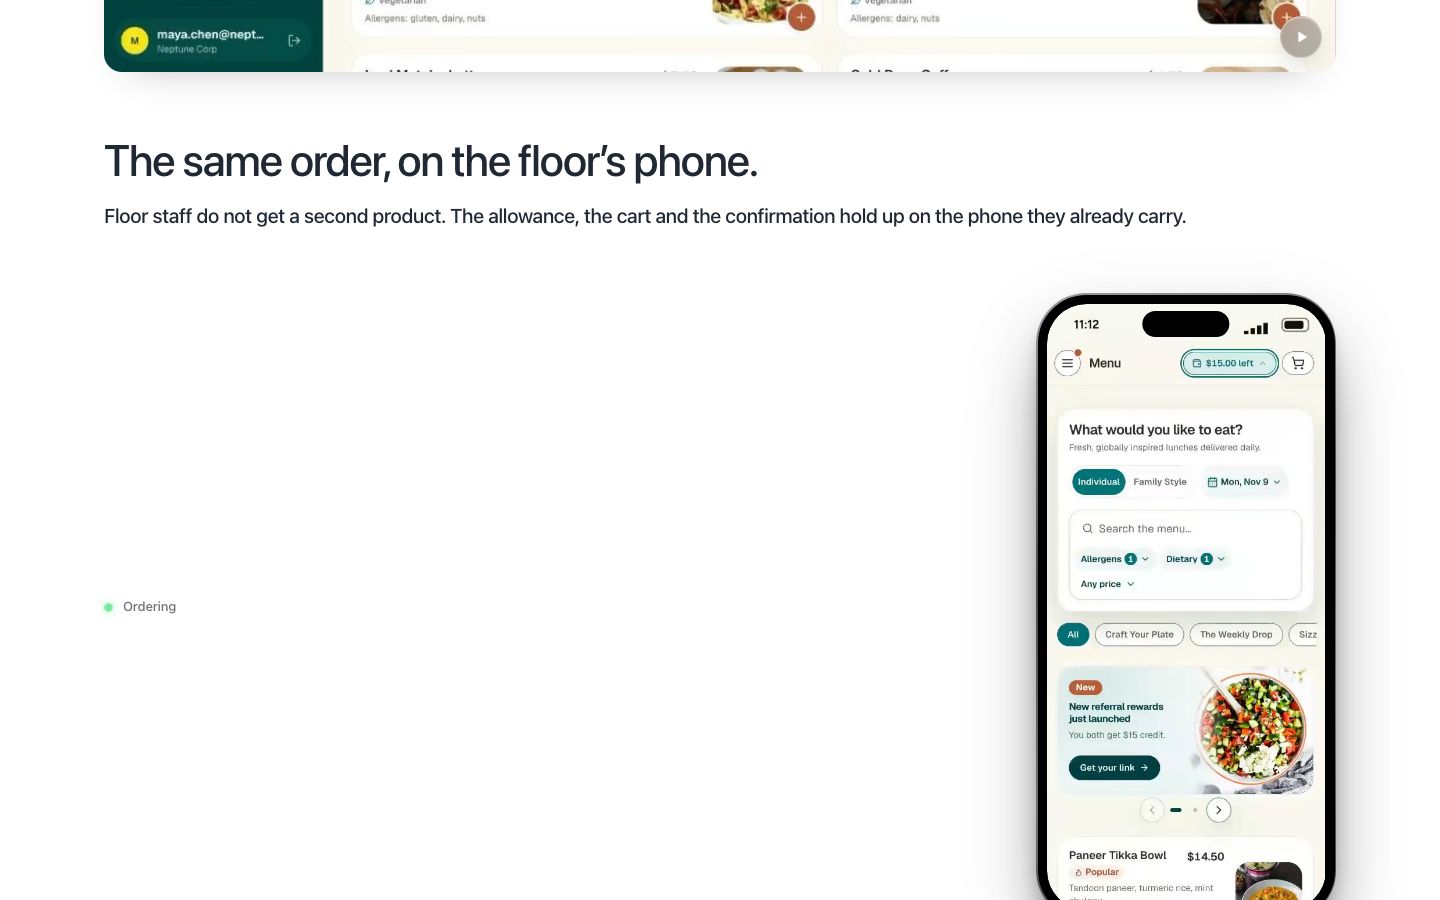 Vegetarian
Allergens: gluten, dairy, nuts
Allergens: dairy, nuts
M
maya.chen@nept...
Neptune Corp
The same order, on the floor’s phone.
Floor staff do not get a second product. The allowance, the cart and the confirmation hold up on the phone they already carry.
11:12
Menu
$15.00 left
What would you like to eat?
Fresh, globally inspired lunches delivered daily.
Individual
Family Style
Mon, Nov 9
Search the menu...
Allergens 1
Dietary 1
Any price
Ordering
All
Craft Your Plate
The Weekly Drop
Sizz
New
New referral rewards
just launched
You both get $15 credit.
Get your link
Paneer Tikka Bowl
$14.50
Popular
Tandoori paneer, turmeric rice, mint